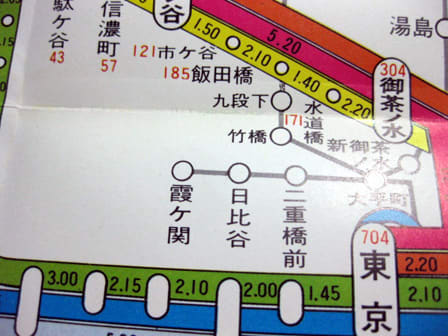 湯島
駄ケ谷
43
信濃町
57
谷
1.50
5.20
121 市ケ谷
2.10
185 飯田橋
1.40
304
御茶ノ水
2.20
九段下
171
水道橋
竹橋
新御茶ノ水
霞ケ関
日比谷
二重橋前
大手町
704
東京
3.00
2.15
2.10
2.00
1.45
2.20
2.10